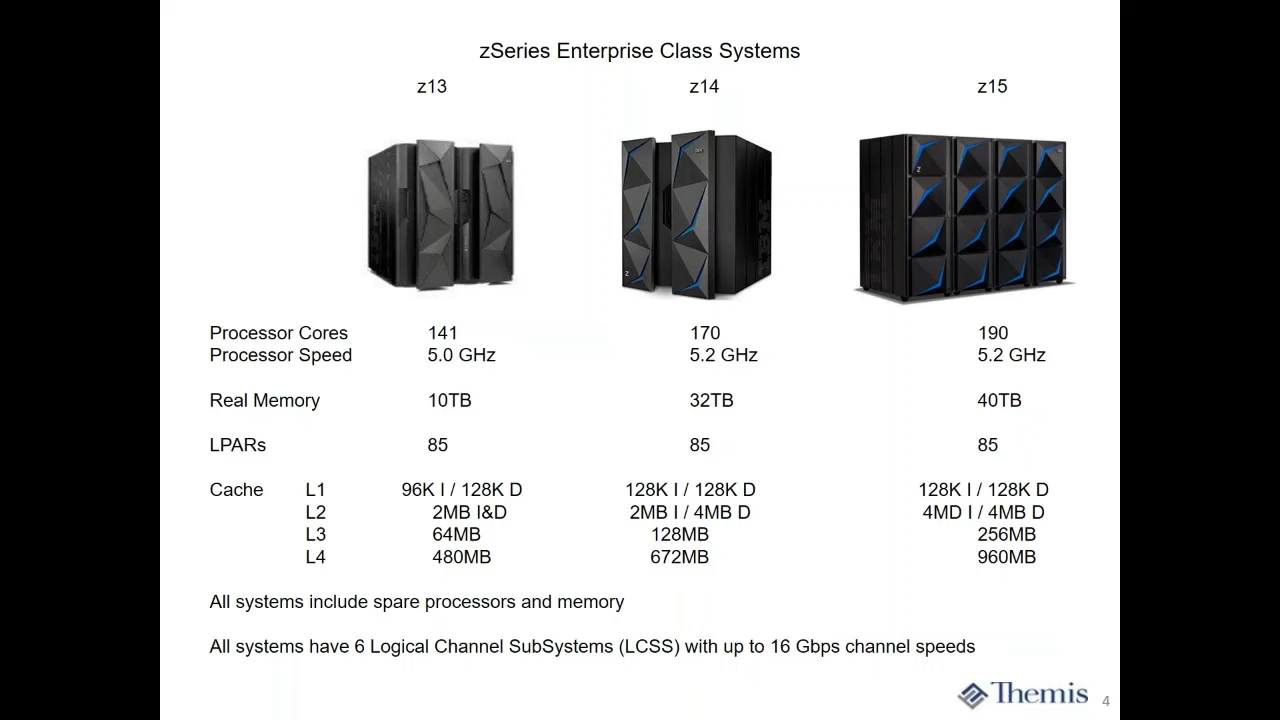 zSeries Enterprise Class Systems
z13 z14 z15
Processor Cores 141 170 190
Processor Speed 5.0 GHz 5.2 GHz 5.2 GHz
Real Memory 10TB 32TB 40TB
LPARs 85 85 85
Cache L1 96K I / 128K D 128K I / 128K D 128K I / 128K D
L2 2MB I&D 2MB I / 4MB D 4MD I / 4MB D
L3 64MB 128MB 256MB
L4 480MB 672MB 960MB
All systems include spare processors and memory
All systems have 6 Logical Channel SubSystems (LCSS) with up to 16 Gbps channel speeds
Themis 4